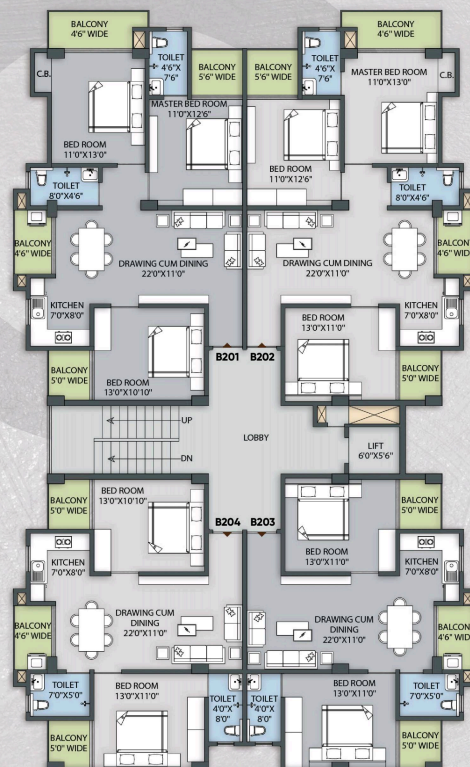 BALCONY
4'6" WIDE
BALCONY
4'6" WIDE
C.B.
TOILET
4'6"X
7'6"
BALCONY
5'6" WIDE
BALCONY
5'6" WIDE
TOILET
4'6"X
7'6"
MASTER BED ROOM
11'0"X13'0"
C.B.
MASTER BED ROOM
11'0"X12'6"
BED ROOM
11'0"X13'0"
BED ROOM
11'0"X12'6"
TOILET
8'0"X4'6"
TOILET
8'0"X4'6"
BALCONY
4'6" WIDE
DRAWING CUM DINING
22'0"X11'0"
DRAWING CUM DINING
22'0"X11'0"
BALCONY
4'6" WIDE
KITCHEN
7'0"X8'0"
KITCHEN
7'0"X8'0"
BED ROOM
13'0"X11'0"
B201 B202
BALCONY
5'0" WIDE
BED ROOM
13'0"X10'10"
BALCONY
5'0" WIDE
UP
LOBBY
DN
LIFT
6'0"X5'6"
BALCONY
5'0" WIDE
BED ROOM
13'0"X10'10"
B204 B203
BALCONY
5'0" WIDE
BED ROOM
13'0"X11'0"
KITCHEN
7'0"X8'0"
KITCHEN
7'0"X8'0"
BALCONY
4'6" WIDE
DRAWING CUM
DINING
22'0"X11'0"
DRAWING CUM
DINING
22'0"X11'0"
BALCONY
4'6" WIDE
TOILET
7'0"X5'0"
BED ROOM
13'0"X11'0"
TOILET
4'0"X
8'0"
TOILET
4'0"X
8'0"
BED ROOM
13'0"X11'0"
TOILET
7'0"X5'0"
BALCONY
5'0" WIDE
BALCONY
5'0" WIDE